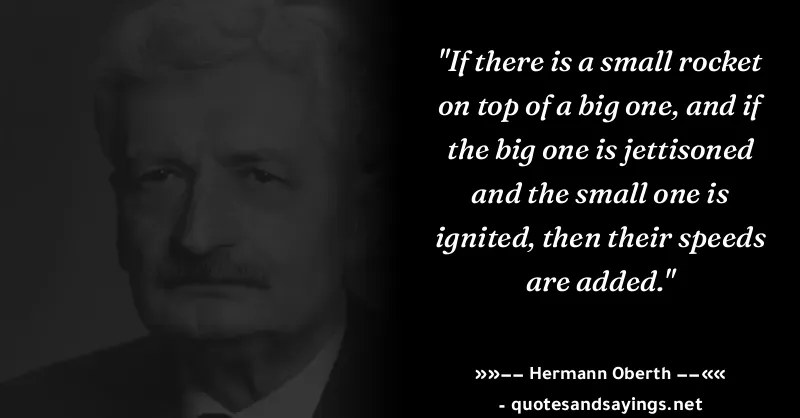 "If there is a small rocket
on top of a big one, and if
the big one is jettisoned
and the small one is
ignited, then their speeds
are added."
»»−− Hermann Oberth −−««
- quotesandsayings.net